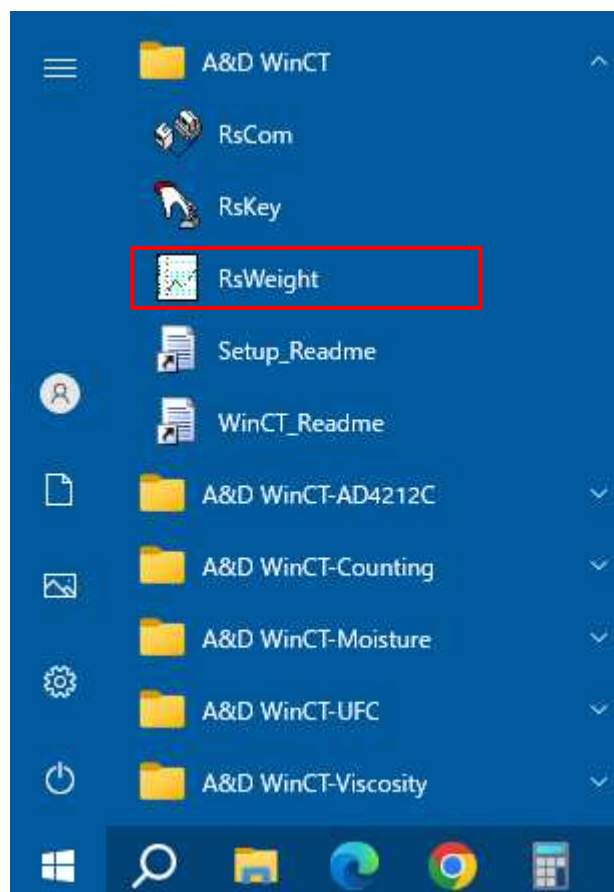 A&D WinCT
RsCom
RsKey
RsWeight
Setup_Readme
WinCT_Readme
A&D WinCT-AD4212C
A&D WinCT-Counting
A&D WinCT-Moisture
A&D WinCT-UFC
A&D WinCT-Viscosity